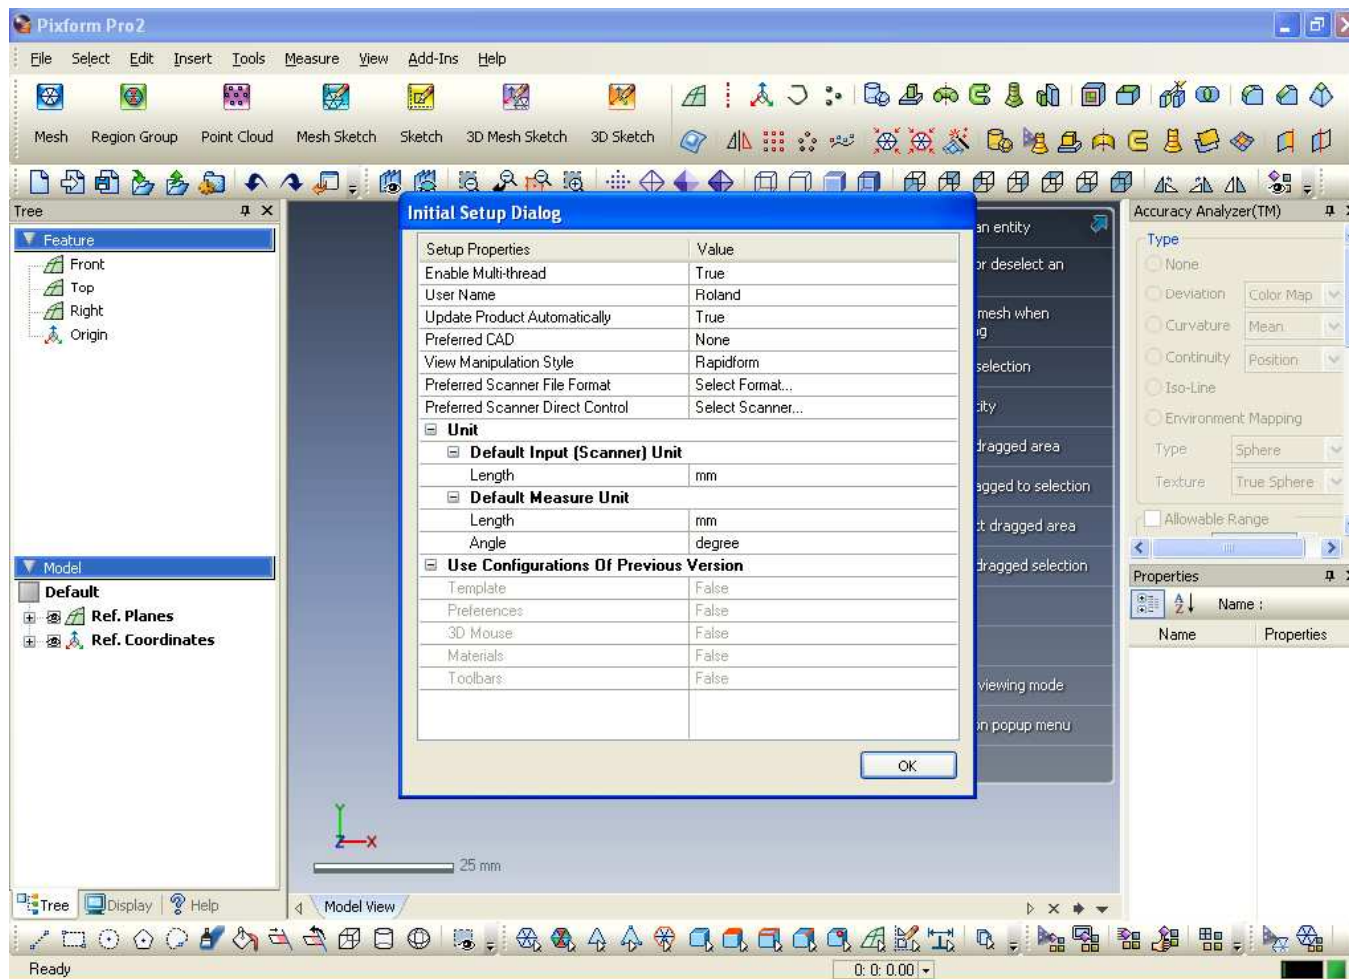 Pixform Pro2
File Select Edit Insert Tools Measure View Add-Ins Help
Mesh Region Group Point Cloud Mesh Sketch Sketch 3D Mesh Sketch 3D Sketch
Tree
Feature
Front
Top
Right
Origin
Model
Default
Ref. Planes
Ref. Coordinates
Tree Display Help
Initial Setup Dialog
Setup Properties Value
Enable Multi-thread True
User Name Roland
Update Product Automatically True
Preferred CAD None
View Manipulation Style Rapidform
Preferred Scanner File Format Select Format...
Preferred Scanner Direct Control Select Scanner...
Unit
Default Input (Scanner) Unit
Length mm
Default Measure Unit
Length mm
Angle degree
Use Configurations Of Previous Version
Template False
Preferences False
3D Mouse False
Materials False
Toolbars False
OK
an entity
or deselect an
mesh when
selection
dragged area
agged to selection
ct dragged area
dragged selection
viewing mode
on popup menu
Y
Z X
25 mm
Model View
Accuracy Analyzer(TM)
Type
None
Deviation Color Map
Curvature Mean
Continuity Position
Iso-Line
Environment Mapping
Type Sphere
Texture True Sphere
Allowable Range
Properties
Name :
Name Properties
Ready
0: 0: 0.00